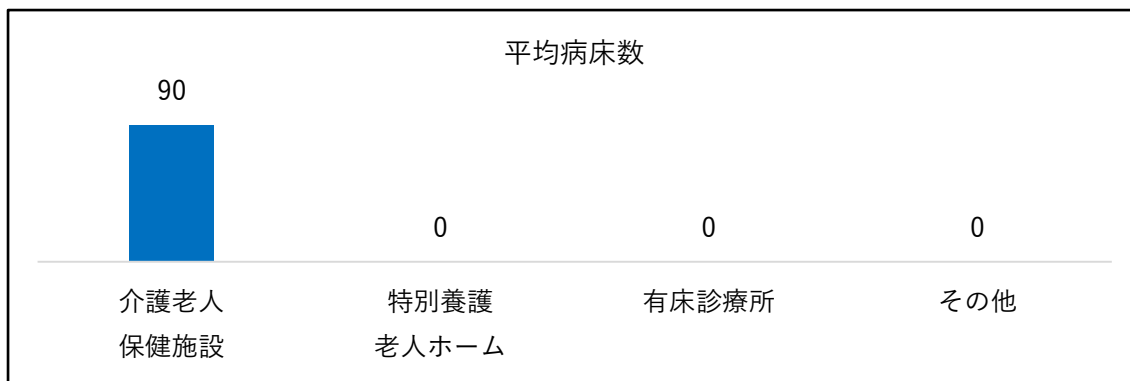 平均病床数
90
0
0
0
介護老人
保健施設
特別養護
老人ホーム
有床診療所
その他